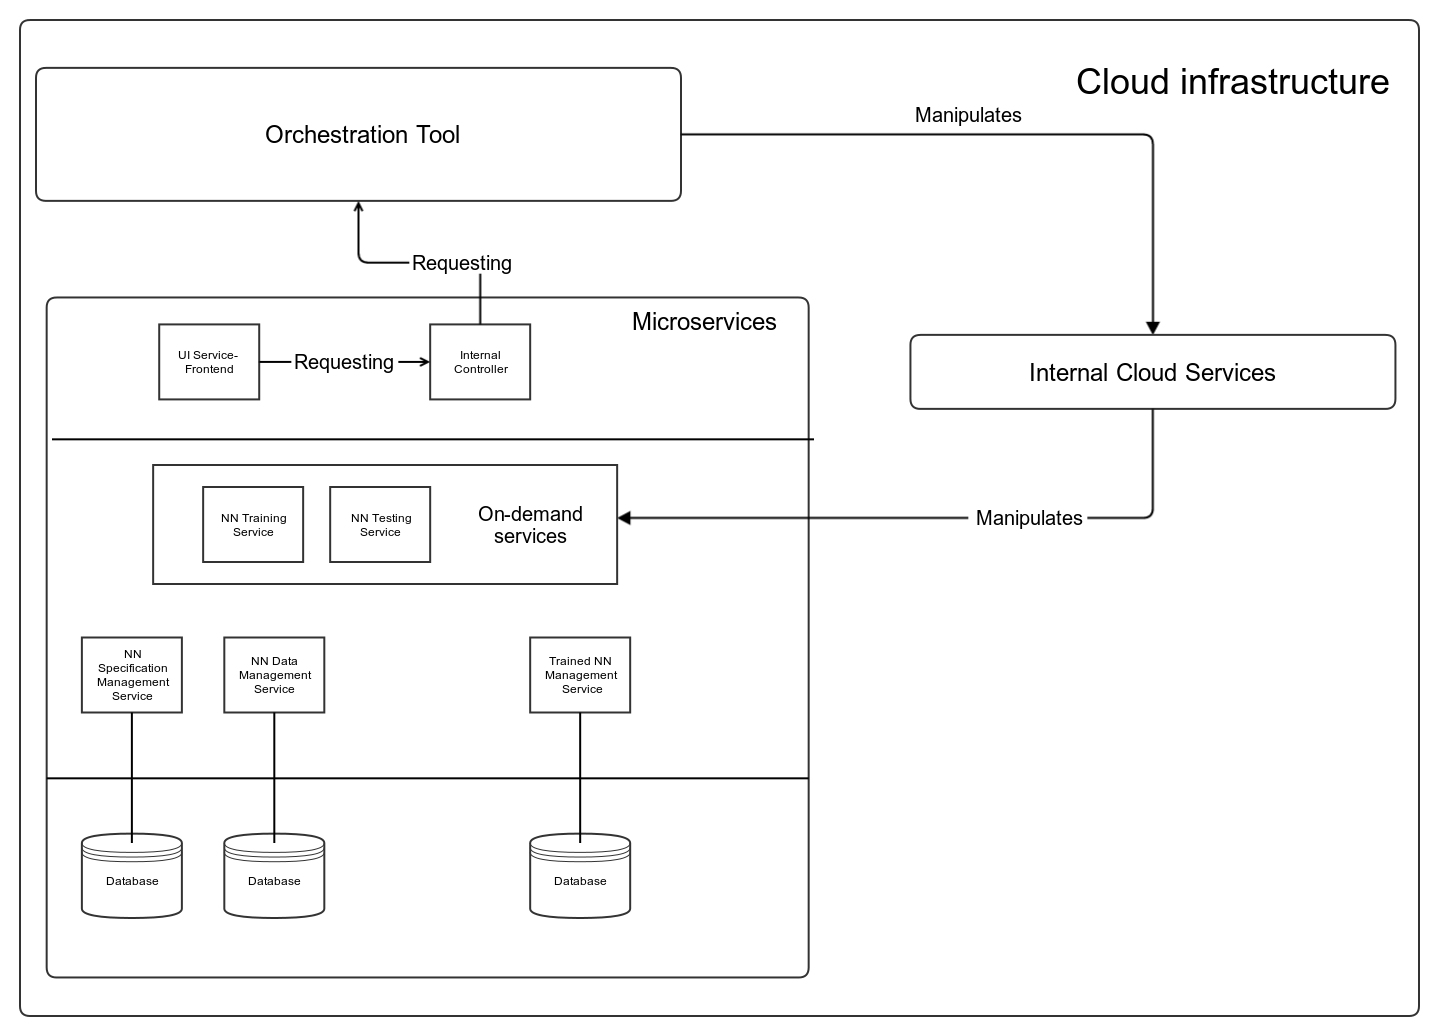 Cloud infrastructure
Orchestration Tool
Manipulates
Requesting
Microservices
UI Service-
Frontend
Requesting
Internal
Controller
Internal Cloud Services
NN Training
Service
NN Testing
Service
On-demand
services
Manipulates
NN
Specification
Management
Service
NN Data
Management
Service
Trained NN
Management
Service
Database
Database
Database